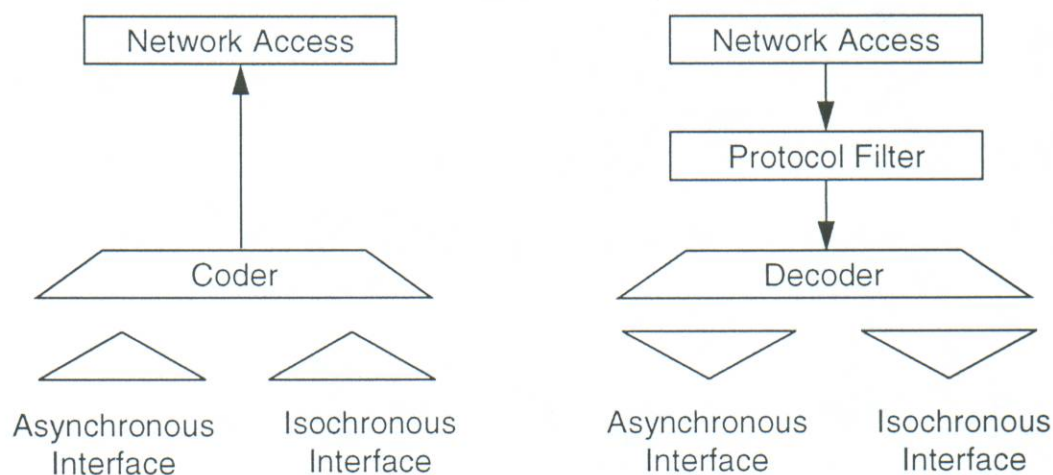 Network Access
Coder
Asynchronous
Interface
Isochronous
Interface
Network Access
Protocol Filter
Decoder
Asynchronous
Interface
Isochronous
Interface